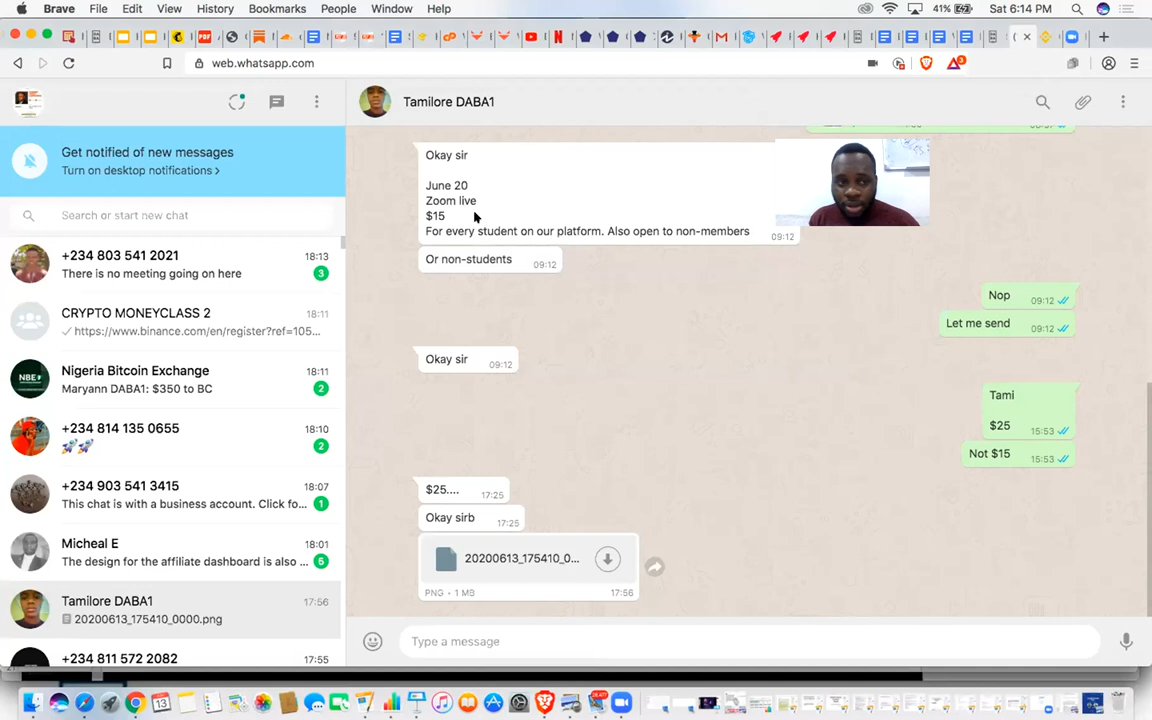 Brave File Edit View History Bookmarks People Window Help 41% Sat 6:14 PM
web.whatsapp.com
Tamilore DABA1
Get notified of new messages
Turn on desktop notifications >
Search or start new chat
+234 803 541 2021 18:13
There is no meeting going on here 3
CRYPTO MONEYCLASS 2 18:11
https://www.binance.com/en/register?ref=105...
Nigeria Bitcoin Exchange 18:11
Maryann DABA1: $350 to BC 2
+234 814 135 0655 18:10
2
+234 903 541 3415 18:07
This chat is with a business account. Click fo... 1
Micheal E 18:01
The design for the affiliate dashboard is also ... 6
Tamilore DABA1 17:56
20200613_175410_0000.png
+234 811 572 2082 17:55
Okay sir
June 20
Zoom live
$15
For every student on our platform. Also open to non-members 09:12
Or non-students 09:12
Nop 09:12
Let me send 09:12
Okay sir 09:12
Tami
$25 15:53
Not $15 15:53
$25.... 17:25
Okay sirb 17:25
20200613_175410_0...
PNG • 1 MB 17:56
Type a message